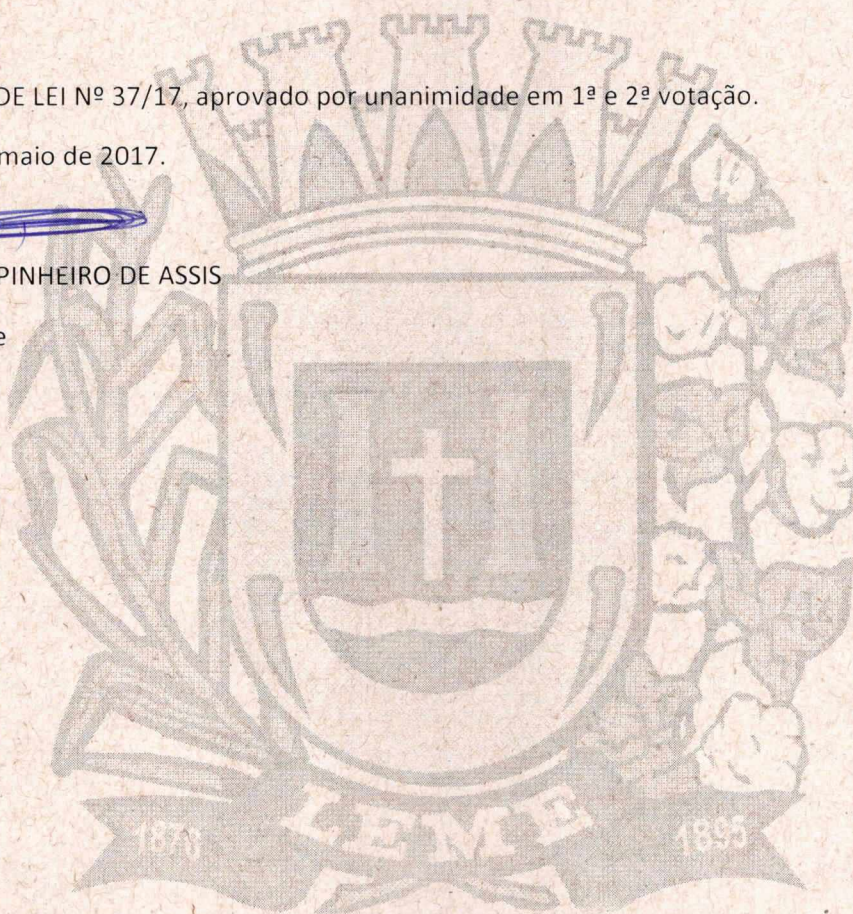 DE LEI Nº 37/17, aprovado por unanimidade em 1ª e 2ª votação.
maio de 2017.
PINHEIRO DE ASSIS
e
1876 LEME 1895